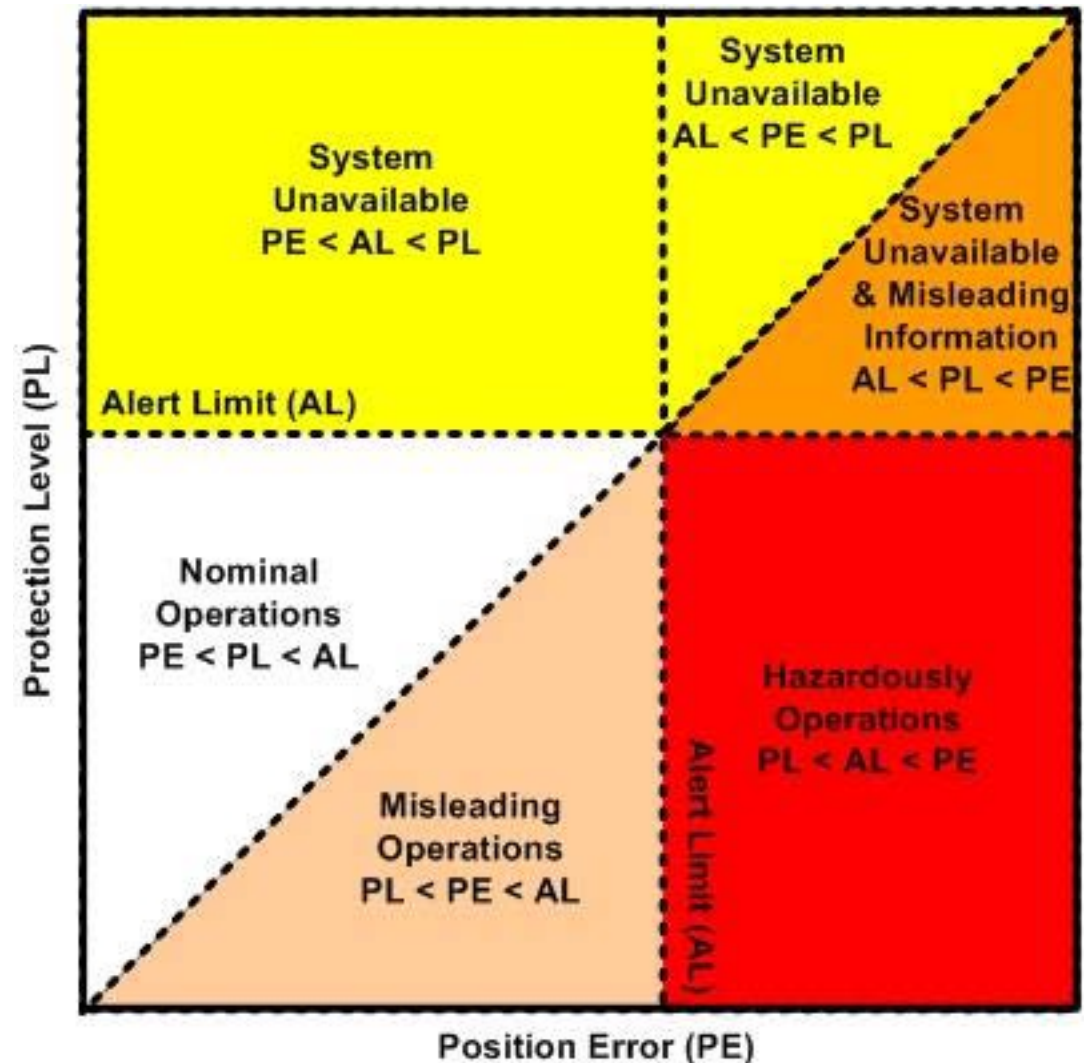 System
Unavailable
PE < AL < PL
System
Unavailable
AL < PE < PL
System
Unavailable
& Misleading
Information
AL < PL < PE
Alert Limit (AL)
Protection Level (PL)
Nominal
Operations
PE < PL < AL
Misleading
Operations
PL < PE < AL
Alert Limit (AL)
Hazardously
Operations
PL < AL < PE
Position Error (PE)